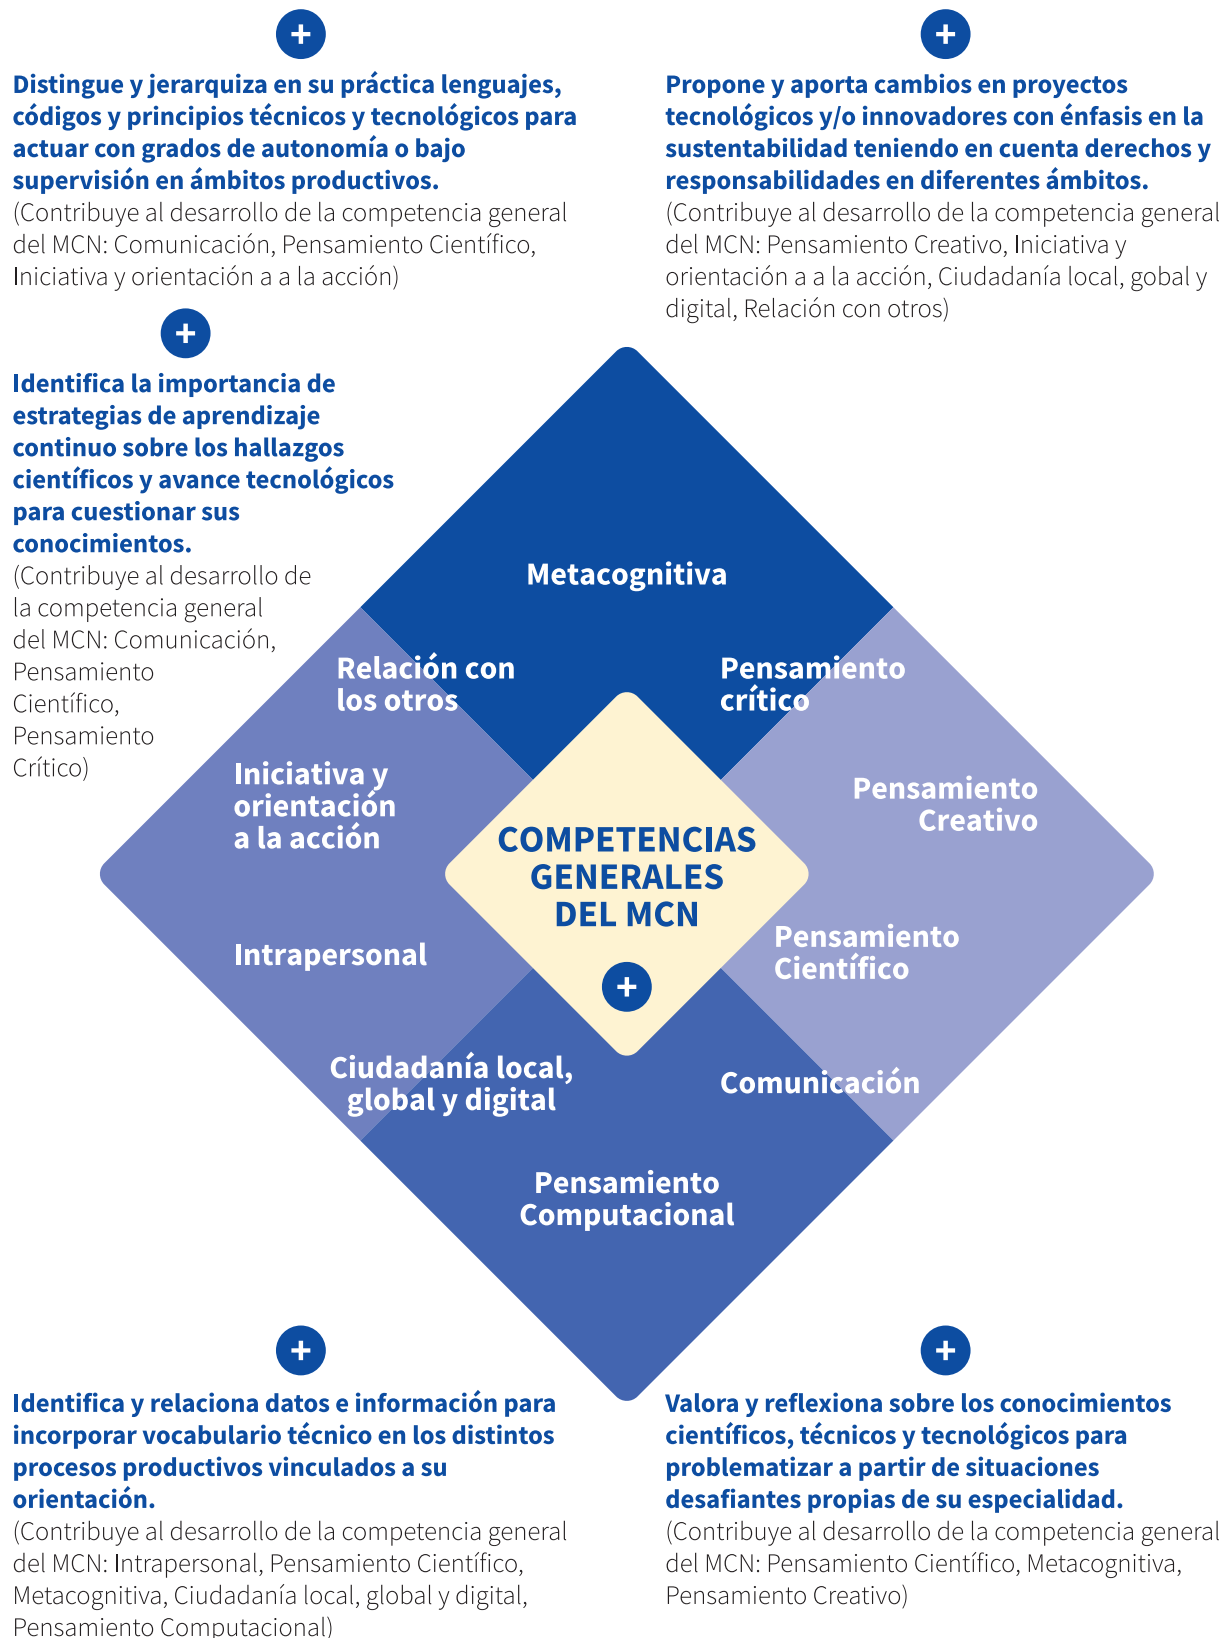 +
Distingue y jerarquiza en su práctica lenguajes,
códigos y principios técnicos y tecnológicos para
actuar con grados de autonomía o bajo
supervisión en ámbitos productivos.
(Contribuye al desarrollo de la competencia general
del MCN: Comunicación, Pensamiento Científico,
Iniciativa y orientación a a la acción)
+
Propone y aporta cambios en proyectos
tecnológicos y/o innovadores con énfasis en la
sustentabilidad teniendo en cuenta derechos y
responsabilidades en diferentes ámbitos.
(Contribuye al desarrollo de la competencia general
del MCN: Pensamiento Creativo, Iniciativa y
orientación a a la acción, Ciudadanía local, gobal y
digital, Relación con otros)
+
Identifica la importancia de
estrategias de aprendizaje
continuo sobre los hallazgos
científicos y avance tecnológicos
para cuestionar sus
conocimientos.
(Contribuye al desarrollo de
la competencia general
del MCN: Comunicación,
Pensamiento
Científico,
Pensamiento
Crítico)
Metacognitiva
Relación con
los otros
Pensamiento
crítico
Iniciativa y
orientación
a la acción
Pensamiento
Creativo
COMPETENCIAS
GENERALES
DEL MCN
+
Intrapersonal
Pensamiento
Científico
Ciudadanía local,
global y digital
Comunicación
Pensamiento
Computacional
+
Identifica y relaciona datos e información para
incorporar vocabulario técnico en los distintos
procesos productivos vinculados a su
orientación.
(Contribuye al desarrollo de la competencia general
del MCN: Intrapersonal, Pensamiento Científico,
Metacognitiva, Ciudadanía local, global y digital,
Pensamiento Computacional)
+
Valora y reflexiona sobre los conocimientos
científicos, técnicos y tecnológicos para
problematizar a partir de situaciones
desafiantes propias de su especialidad.
(Contribuye al desarrollo de la competencia general
del MCN: Pensamiento Científico, Metacognitiva,
Pensamiento Creativo)